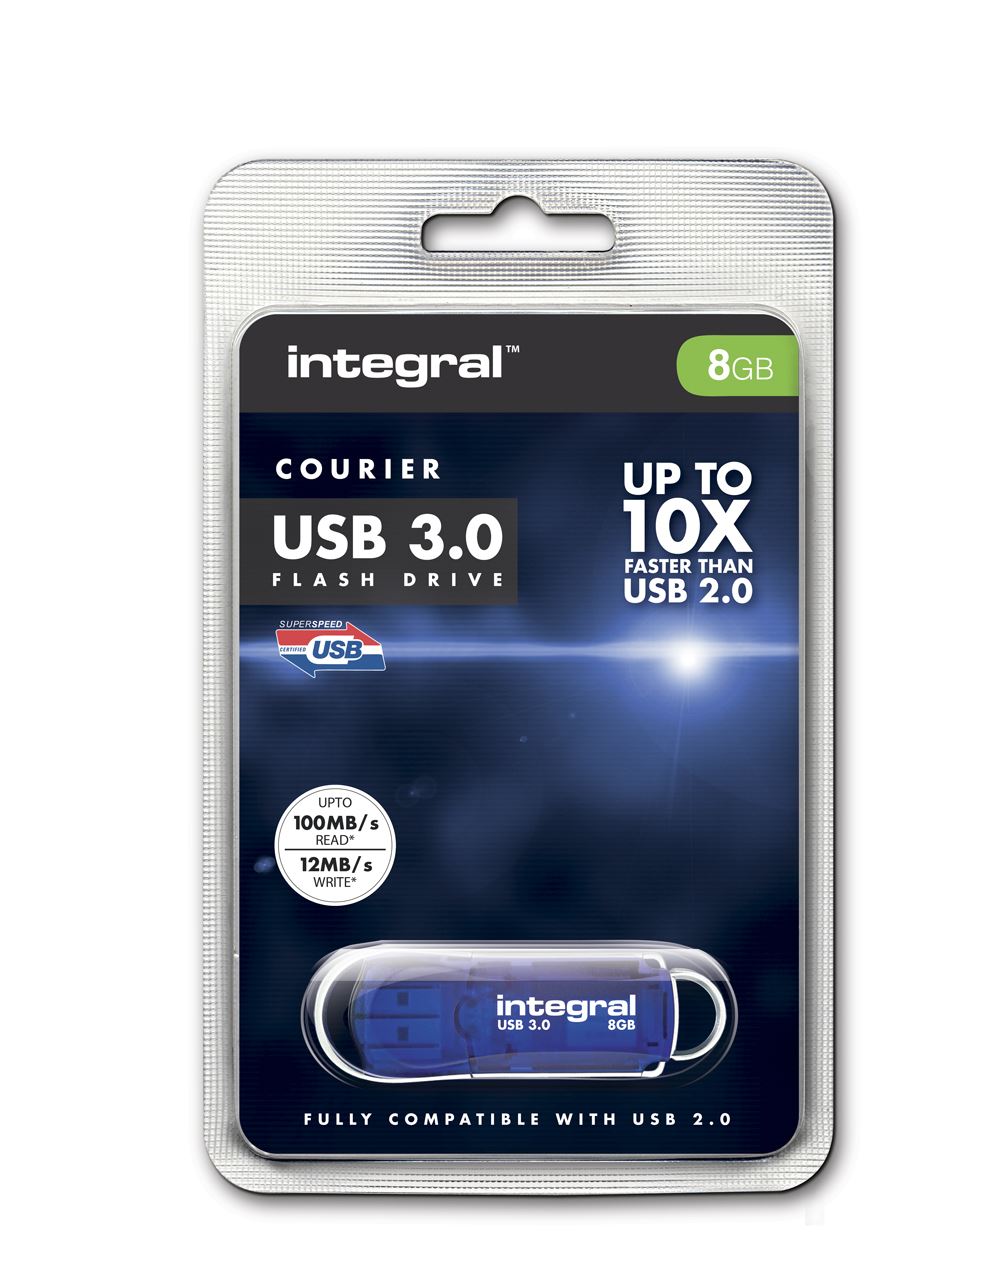 integral™
8GB
COURIER
USB 3.0
FLASH DRIVE
UP TO
10X
FASTER THAN
USB 2.0
SUPERSPEED
CERTIFIED USB
UPTO
100MB/s
READ*
12MB/s
WRITE*
integral
USB 3.0 8GB
FULLY COMPATIBLE WITH USB 2.0